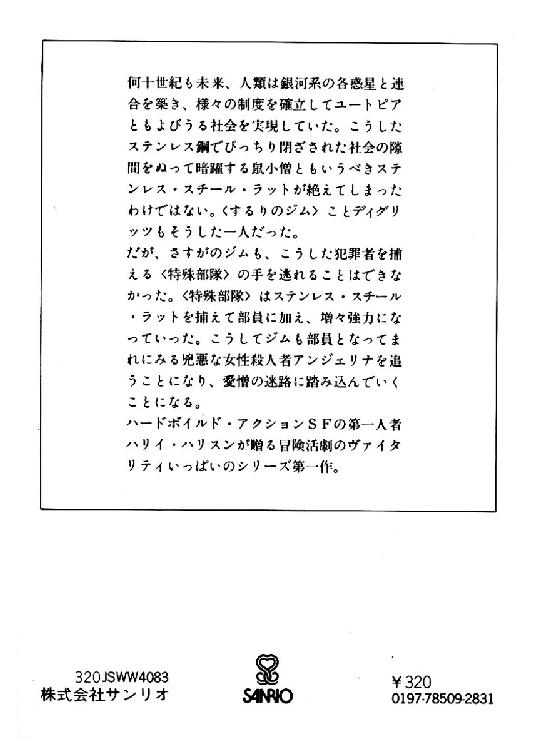 何十世紀も未来、人類は銀河系の各惑星と連
合を築き、様々の制度を確立してユートピア
ともよびうる社会を実現していた。こうした
ステンレス鋼でぴっちり閉ざされた社会の隙
間をぬって暗躍する鼠小僧ともいうべきステ
ンレス・スチール・ラットが絶えてしまった
わけではない。〈するりのジム〉ことディグリ
ッツもそうした一人だった。
だが、さすがのジムも、こうした犯罪者を捕
える〈特殊部隊〉の手を逃れることはできな
かった。〈特殊部隊〉はステンレス・スチール
・ラットを捕えて部員に加え、増々強力にな
っていった。こうしてジムも部員となってま
れにみる兇悪な女性殺人者アンジェリナを追
うことになり、愛憎の迷路に踏み込んでいく
ことになる。
ハードボイルド・アクションSFの第一人者
ハリイ・ハリスンが贈る冒険活劇のヴァイタ
リティいっぱいのシリーズ第一作。
320JSWW4083
株式会社サンリオ
SANRIO
￥320
0197-78509-2831